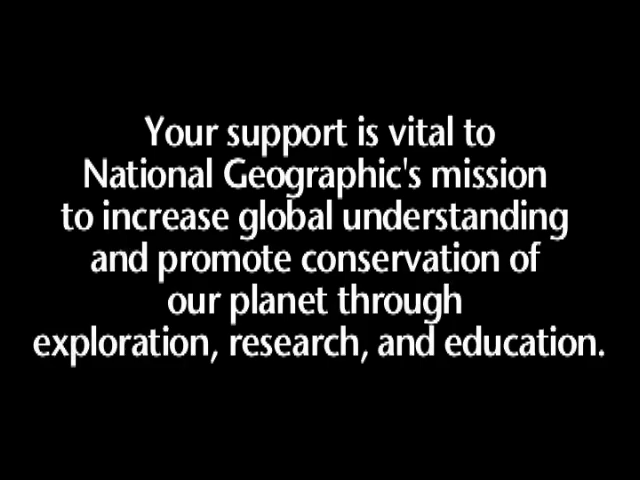 Your support is vital to
National Geographic's mission
to increase global understanding
and promote conservation of
our planet through
exploration, research, and education.